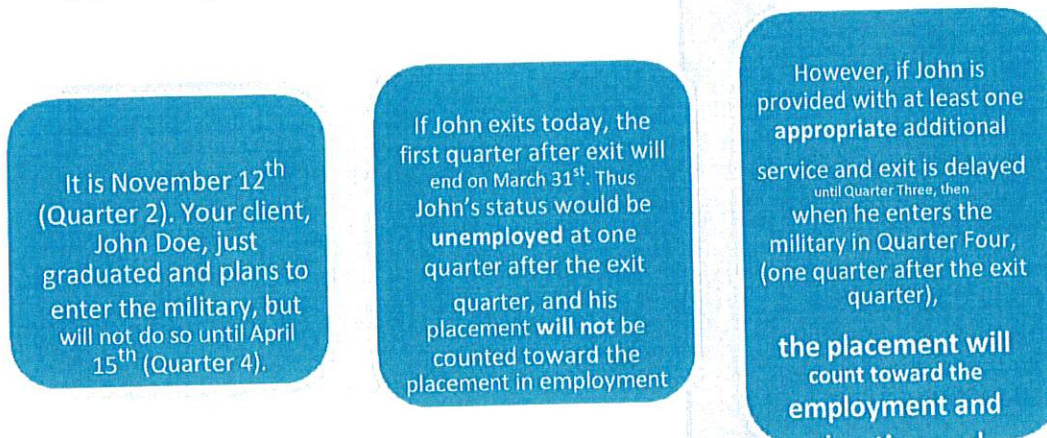 It is November 12th
(Quarter 2). Your client,
John Doe, just
graduated and plans to
enter the military, but
will not do so until April
15th (Quarter 4).
If John exits today, the
first quarter after exit will
end on March 31st. Thus
John's status would be
unemployed at one
quarter after the exit
quarter, and his
placement will not be
counted toward the
placement in employment
However, if John is
provided with at least one
appropriate additional
service and exit is delayed
until Quarter Three, then
when he enters the
military in Quarter Four,
(one quarter after the exit
quarter),
the placement will
count toward the
employment and